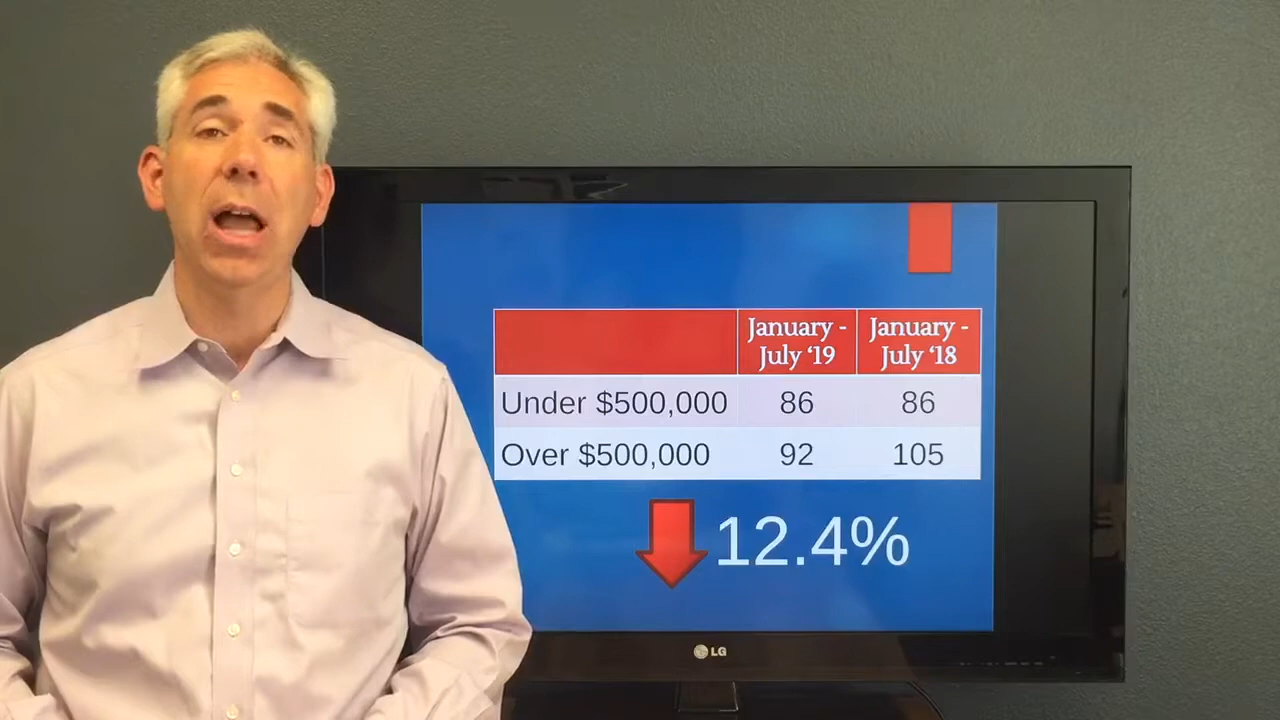 January - January -
July ‘19 July ‘18
Under $500,000 86 86
Over $500,000 92 105
12.4%
LG